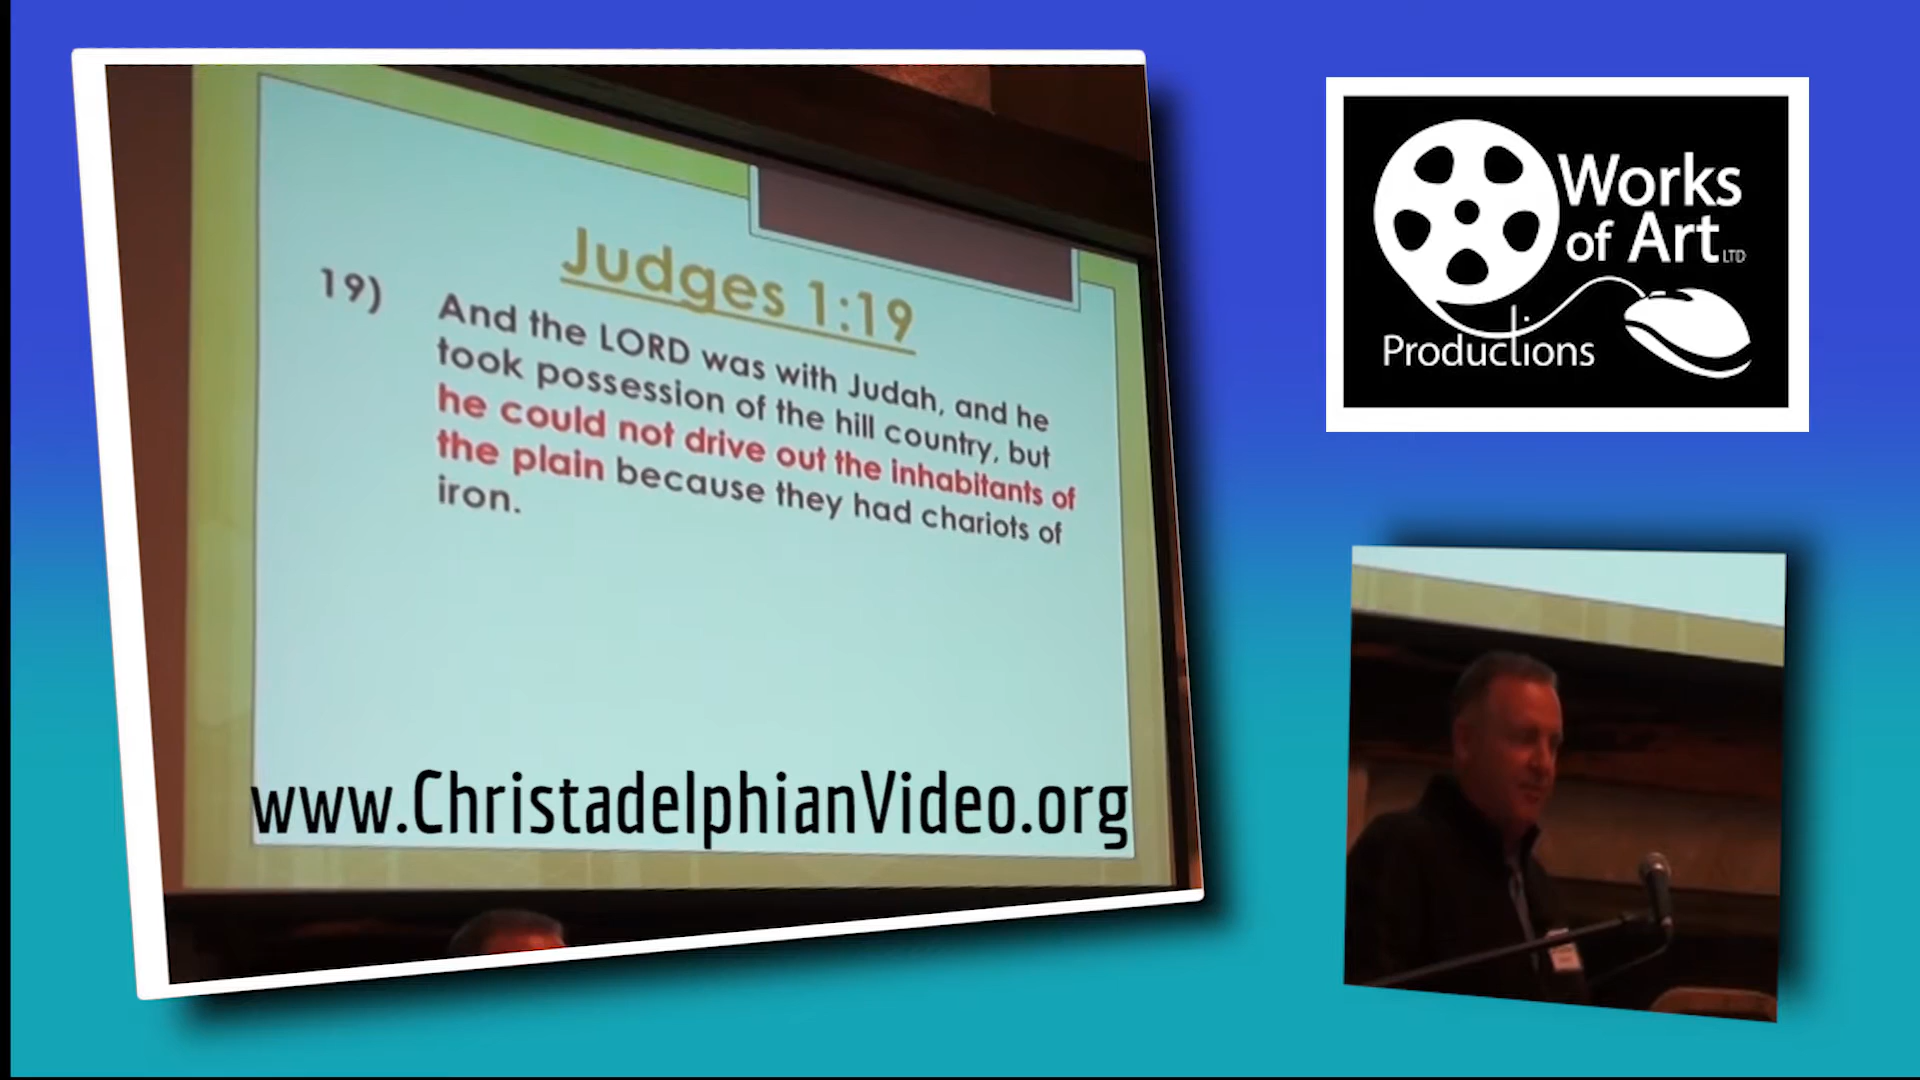 Judges 1:19
19) And the LORD was with Judah, and he
took possession of the hill country, but
he could not drive out the inhabitants of
the plain because they had chariots of
iron.
www.ChristadelphianVideo.org
Works
of Art LTD
Productions